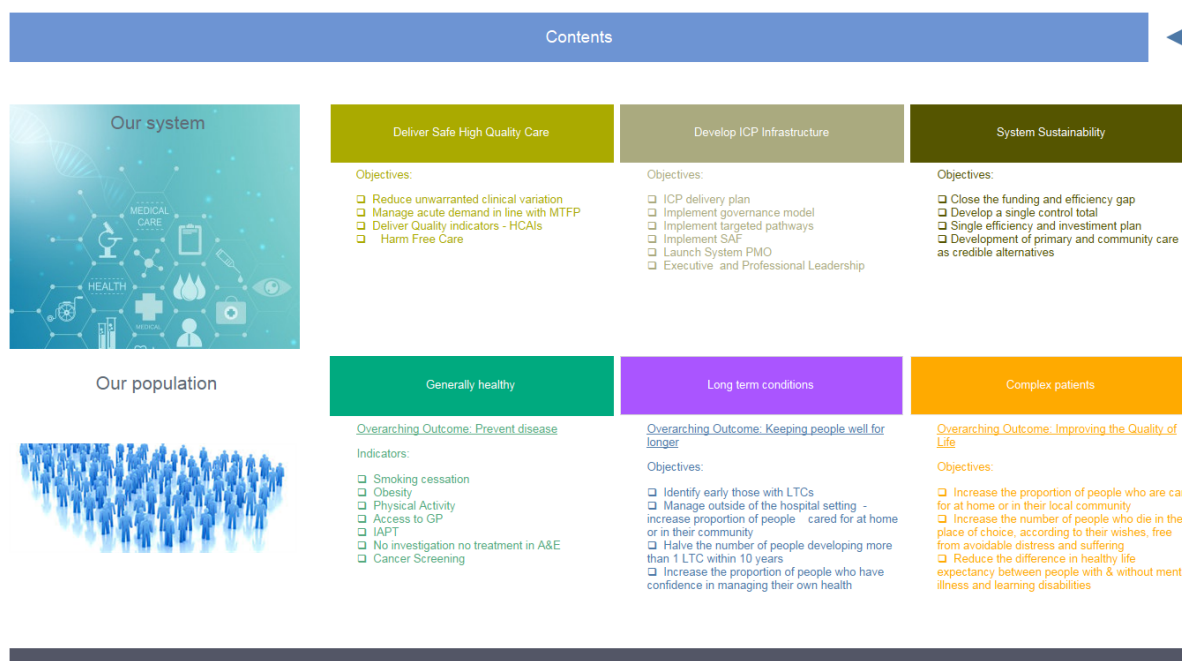 Contents
Our system
MEDICAL
CARE
HEALTH
MEDICAL
Deliver Safe High Quality Care
Objectives:
Reduce unwarranted clinical variation
Manage acute demand in line with MTFP
Deliver Quality indicators - HCAIs
Harm Free Care
Develop ICP Infrastructure
Objectives:
ICP delivery plan
Implement governance model
Implement targeted pathways
Implement SAF
Launch System PMO
Executive and Professional Leadership
System Sustainability
Objectives:
Close the funding and efficiency gap
Develop a single control total
Single efficiency and investiment plan
Development of primary and community care
as credible alternatives
Our population
Generally healthy
Overarching Outcome: Prevent disease
Indicators:
Smoking cessation
Obesity
Physical Activity
Access to GP
IAPT
No investigation no treatment in A&E
Cancer Screening
Long term conditions
Overarching Outcome: Keeping people well for
longer
Objectives:
Identify early those with LTCs
Manage outside of the hospital setting -
increase proportion of people cared for at home
or in their community
Halve the number of people developing more
than 1 LTC within 10 years
Increase the proportion of people who have
confidence in managing their own health
Complex patients
Overarching Outcome: Improving the Quality of
Life
Objectives:
Increase the proportion of people who are
for at home or in their local community
Increase the number of people who die in the
place of choice, according to their wishes, free
from avoidable distress and suffering
Reduce the difference in healthy life
expectancy between people with & without
illness and learning disabilities